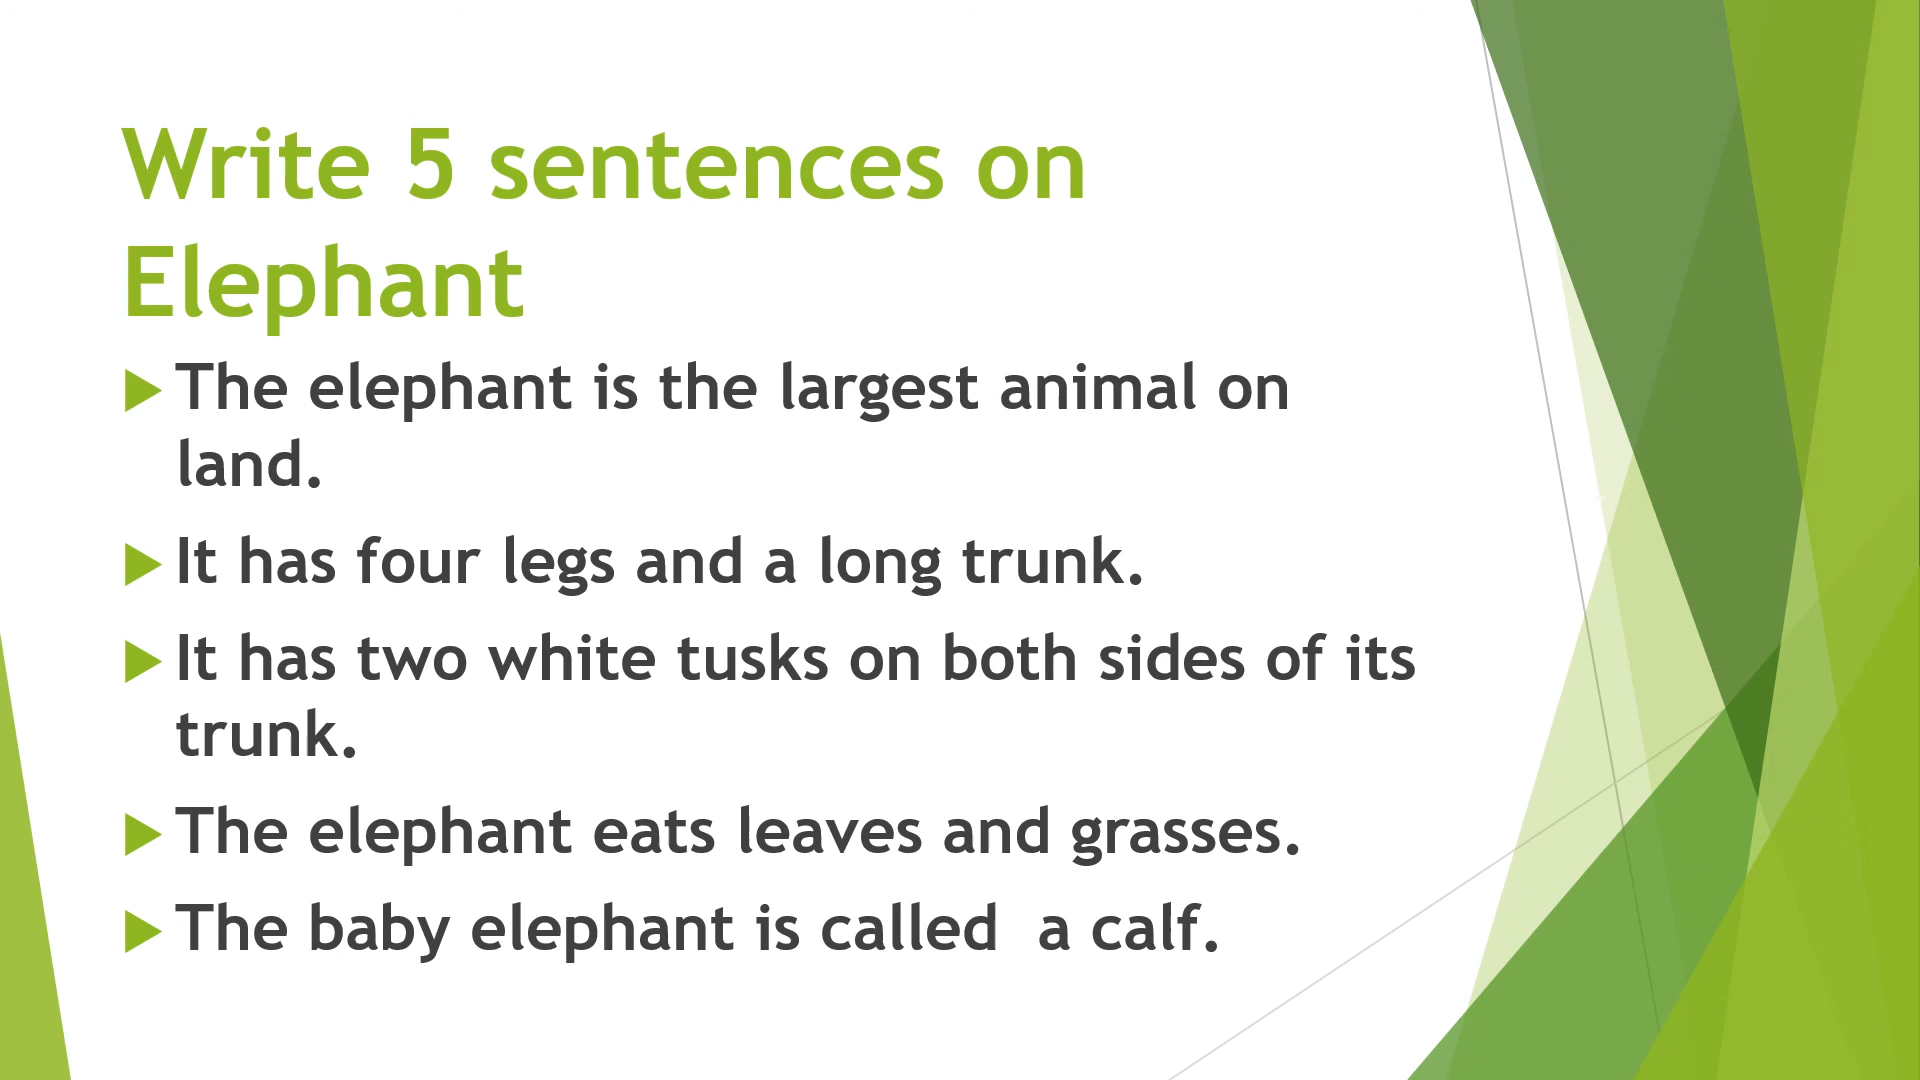 Write 5 sentences on
Elephant
The elephant is the largest animal on
land.
It has four legs and a long trunk.
It has two white tusks on both sides of its
trunk.
The elephant eats leaves and grasses.
The baby elephant is called  a calf.